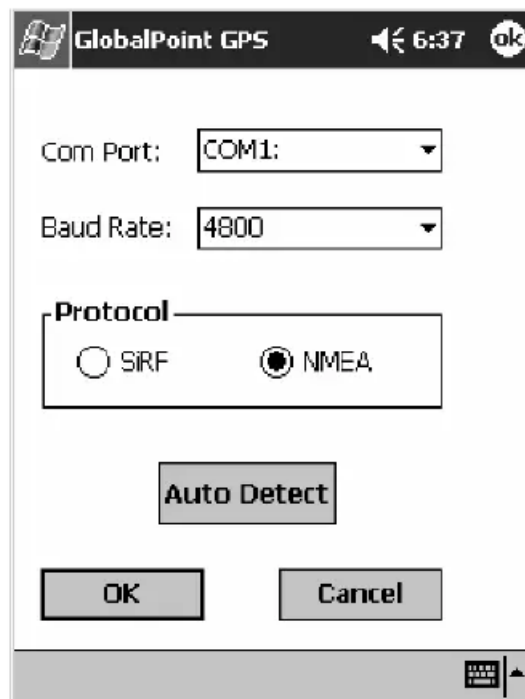 GlobalPoint GPS 6:37 ok
Com Port: COM1:
Baud Rate: 4800
Protocol
SiRF NMEA
Auto Detect
OK Cancel